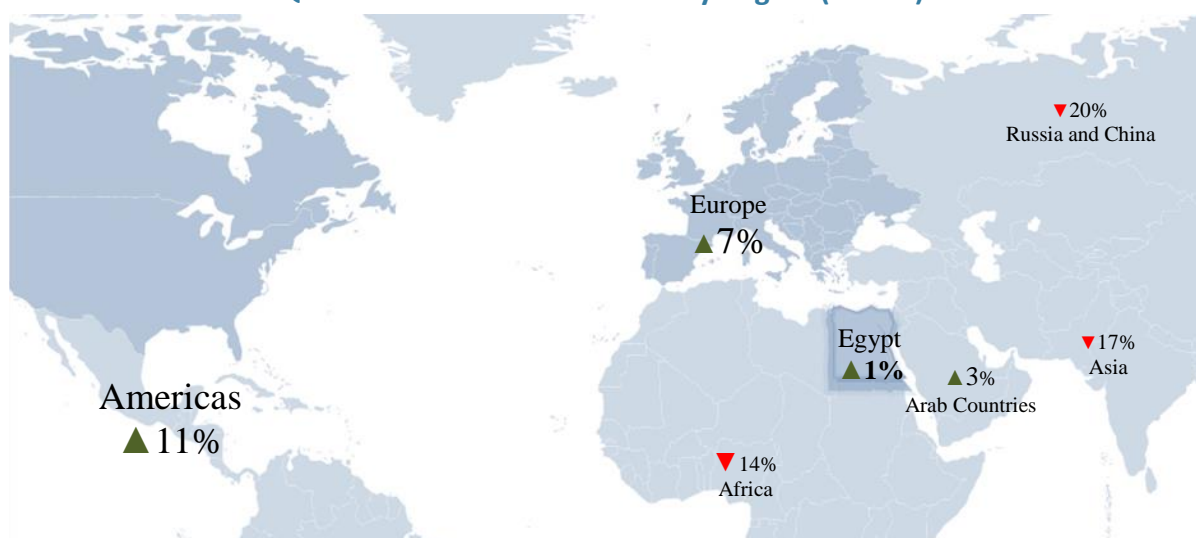 ▼20%
Russia and China
Europe
▲7%
Egypt
▲1%
▼17%
Asia
▲3%
Arab Countries
Americas
▲11%
▼14%
Africa